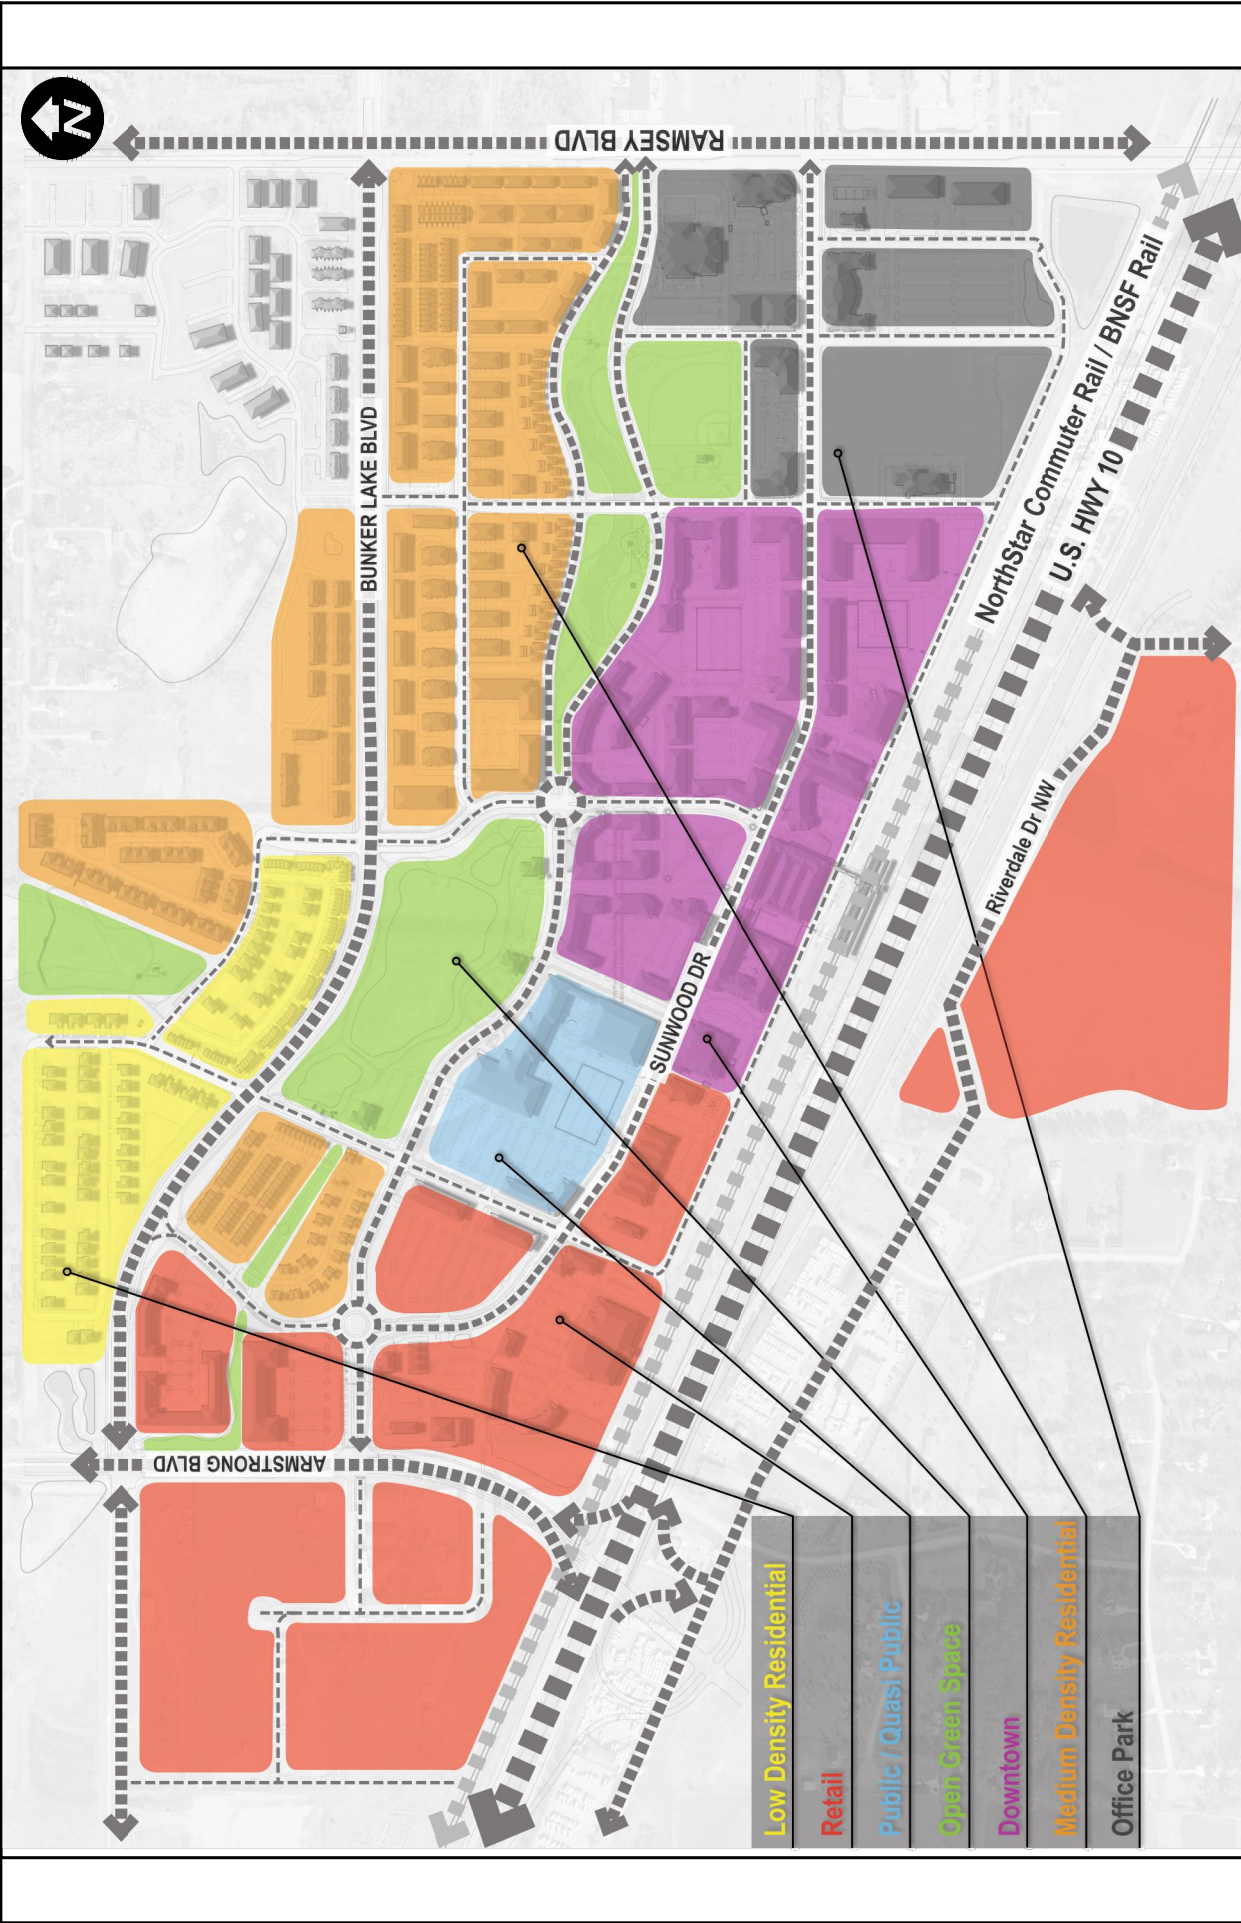 N
RAMSEY BLVD
BUNKER LAKE BLVD
NorthStar Commuter Rail / BNSF Rail
U.S. HWY 10
Riverdale Dr NW
SUNWOOD DR
ARMSTRONG BLVD
Low Density Residential
Retail
Public / Quasi Public
Open Green Space
Downtown
Medium Density Residential
Office Park